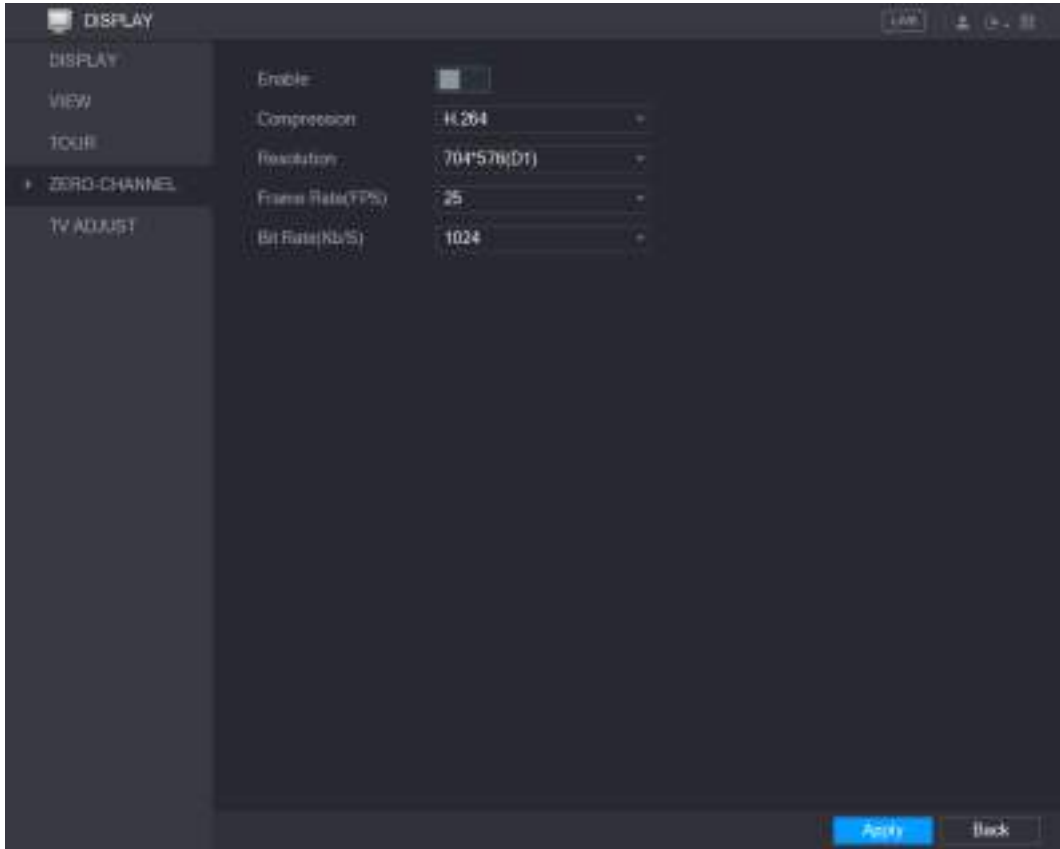 DISPLAY
LIVE
DISPLAY
VIEW
TOUR
ZERO-CHANNEL
TV ADJUST
Enable
Compression H.264
Resolution 704*576(D1)
Frame Rate(FPS) 25
Bit Rate(Kb/S) 1024
Apply Back